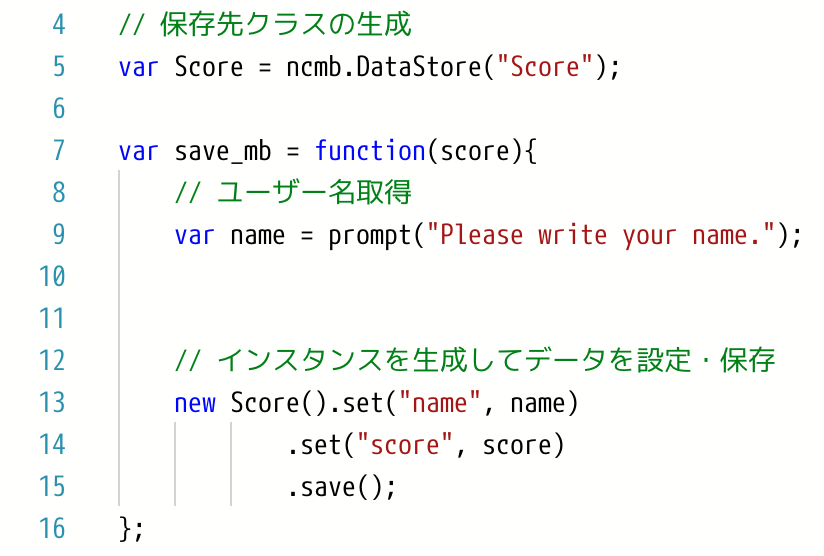 4 // 保存先クラスの生成
5 var Score = ncmb.DataStore("Score");
6
7 var save_mb = function(score){
8 // ユーザー名取得
9 var name = prompt("Please write your name.");
10
11
12 // インスタンスを生成してデータを設定・保存
13 new Score().set("name", name)
14 .set("score", score)
15 .save();
16 };